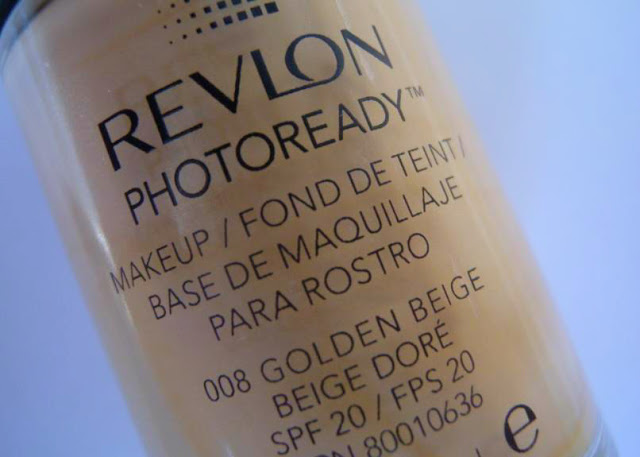 REVLON
PHOTOREADY™
MAKEUP / FOND DE TEINT /
BASE DE MAQUILLAJE
PARA ROSTRO
008 GOLDEN BEIGE
BEIGE DORÉ
SPF 20 / FPS 20
80010636
e